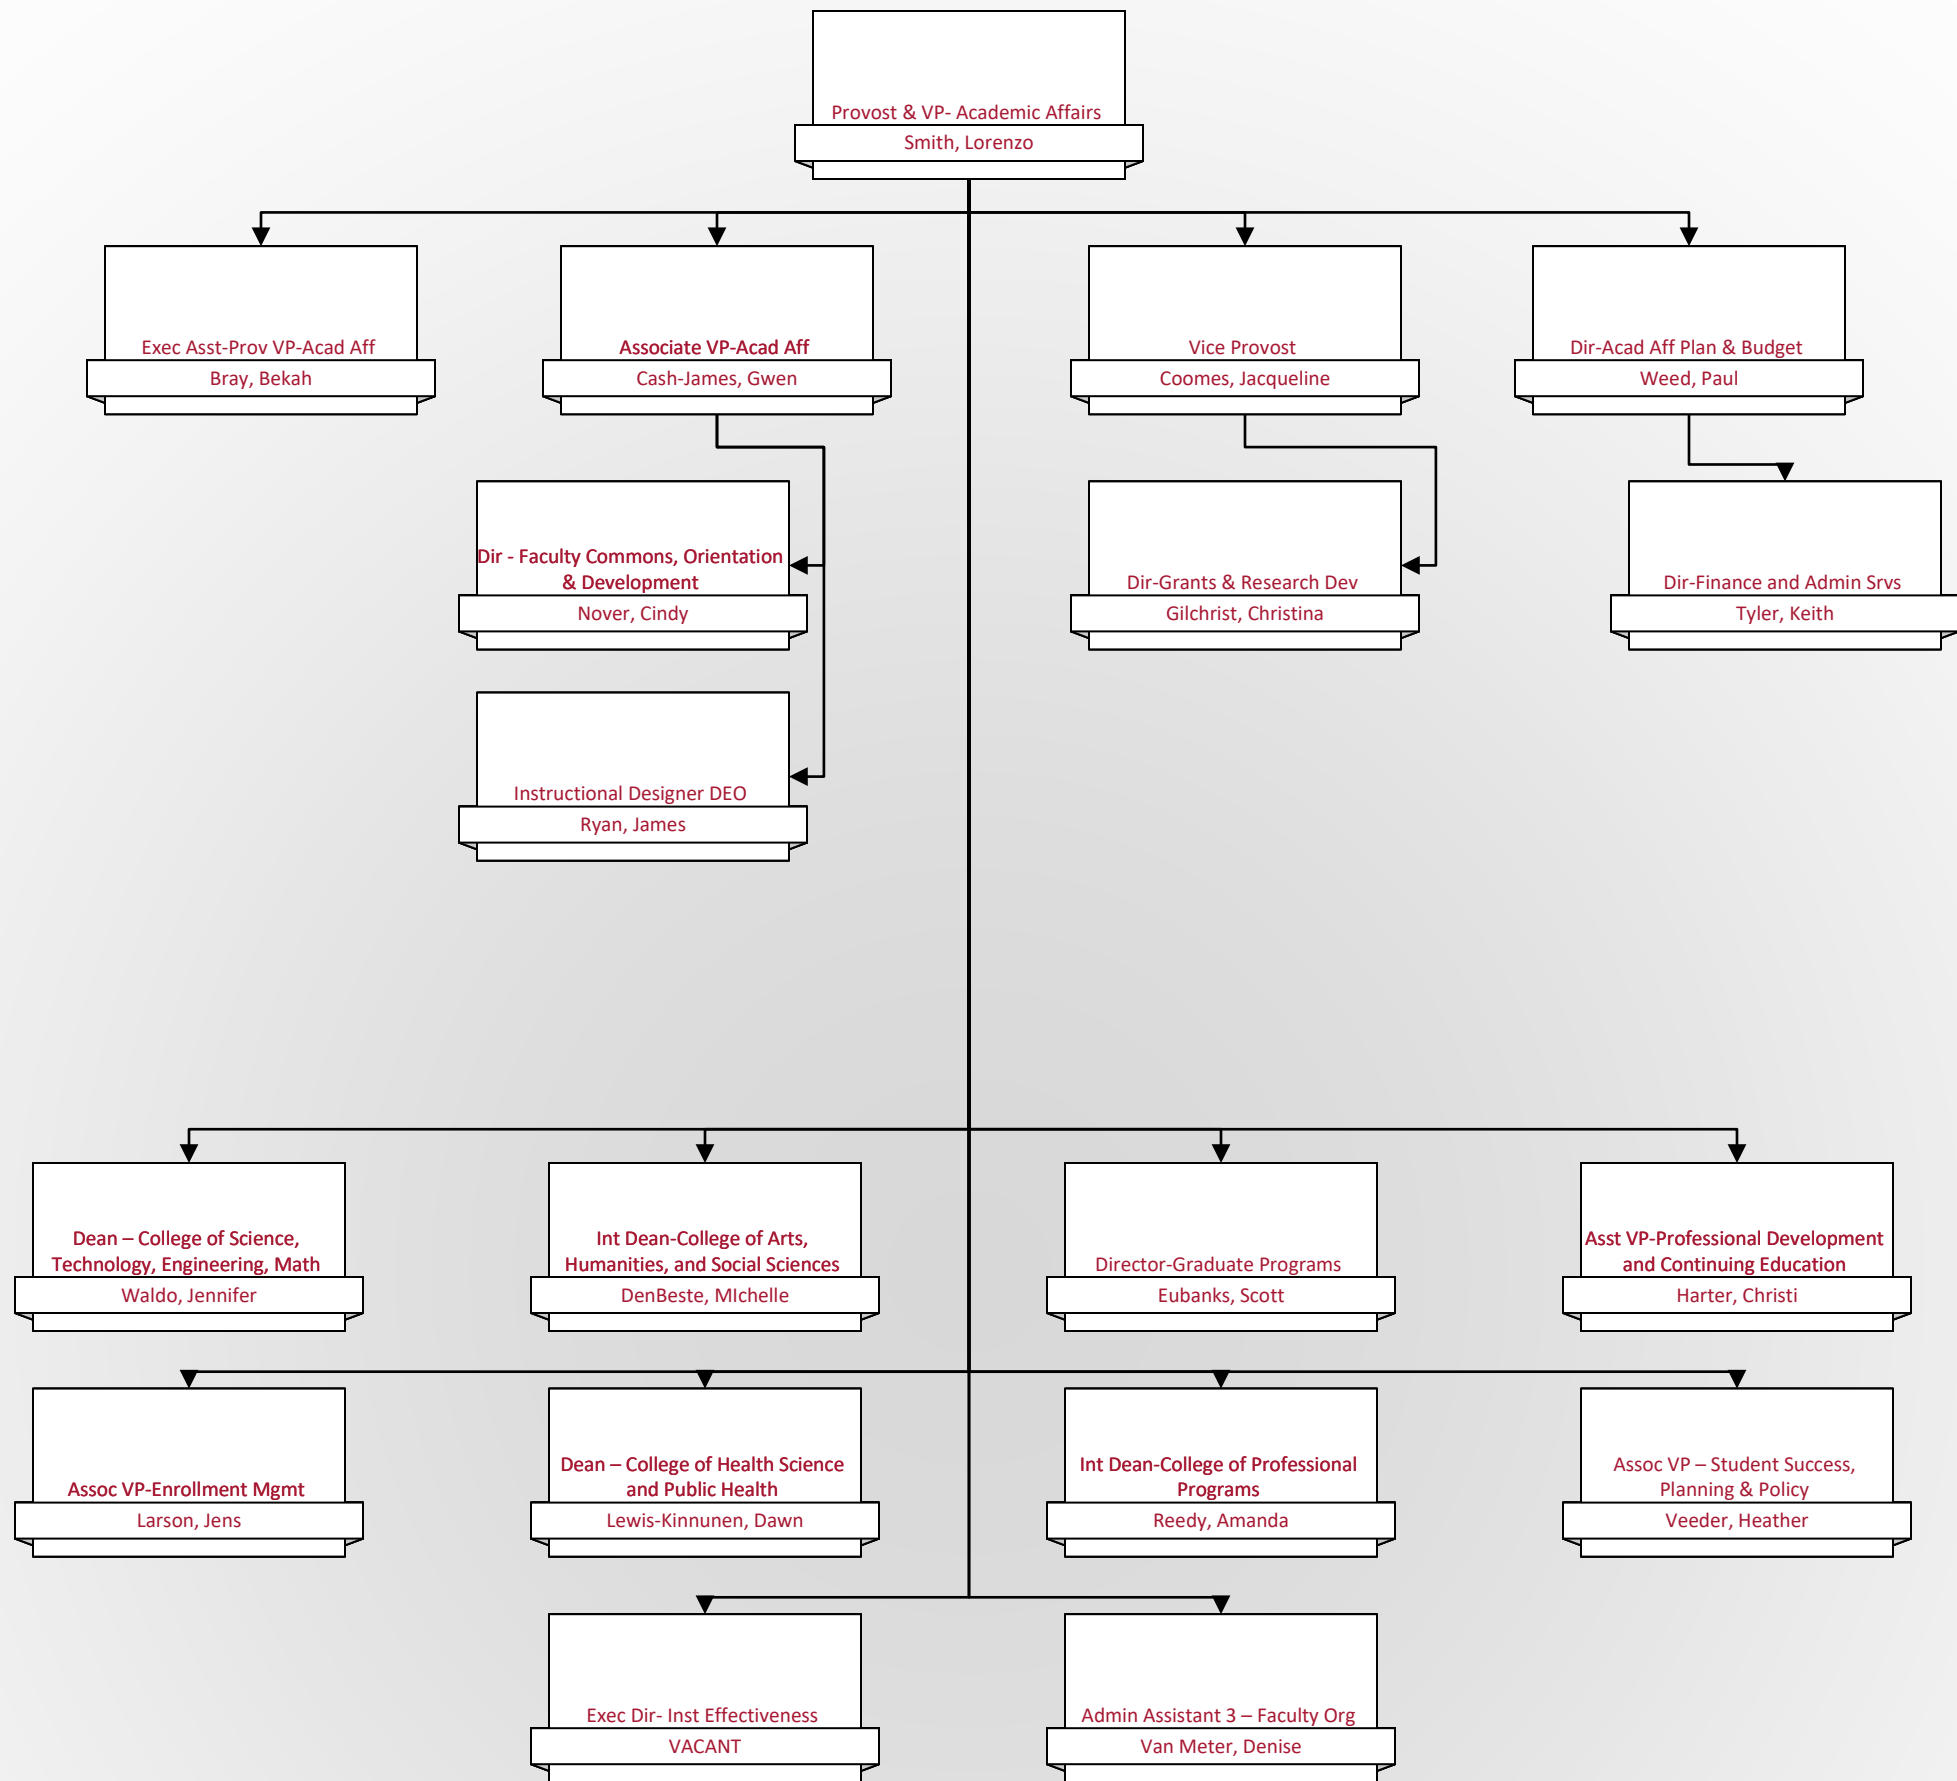 Provost & VP- Academic Affairs
Smith, Lorenzo
Exec Asst-Prov VP-Acad Aff
Bray, Bekah
Associate VP-Acad Aff
Cash-James, Gwen
Vice Provost
Coomes, Jacqueline
Dir-Acad Aff Plan & Budget
Weed, Paul
Dir - Faculty Commons, Orientation
& Development
Nover, Cindy
Dir-Grants & Research Dev
Gilchrist, Christina
Dir-Finance and Admin Srvs
Tyler, Keith
Instructional Designer DEO
Ryan, James
Dean – College of Science,
Technology, Engineering, Math
Waldo, Jennifer
Int Dean-College of Arts,
Humanities, and Social Sciences
DenBeste, MIchelle
Director-Graduate Programs
Eubanks, Scott
Asst VP-Professional Development
and Continuing Education
Harter, Christi
Assoc VP-Enrollment Mgmt
Larson, Jens
Dean – College of Health Science
and Public Health
Lewis-Kinnunen, Dawn
Int Dean-College of Professional
Programs
Reedy, Amanda
Assoc VP – Student Success,
Planning & Policy
Veeder, Heather
Exec Dir- Inst Effectiveness
VACANT
Admin Assistant 3 – Faculty Org
Van Meter, Denise